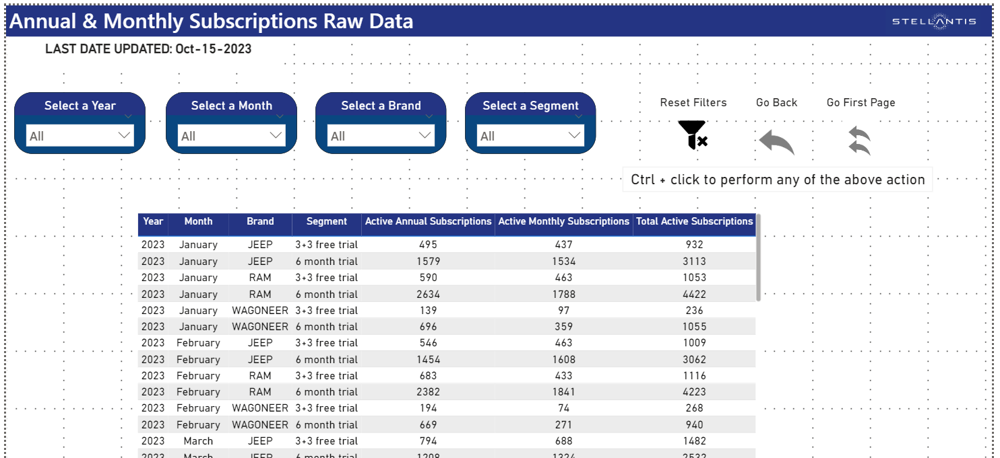 Annual & Monthly Subscriptions Raw Data
STELLANTIS
LAST DATE UPDATED: Oct-15-2023
Select a Year
All
Select a Month
All
Select a Brand
All
Select a Segment
All
Reset Filters
Go Back
Go First Page
Ctrl + click to perform any of the above action
Year Month Brand Segment Active Annual Subscriptions Active Monthly Subscriptions Total Active Subscriptions
2023 January JEEP 3+3 free trial 495 437 932
2023 January JEEP 6 month trial 1579 1534 3113
2023 January RAM 3+3 free trial 590 463 1053
2023 January RAM 6 month trial 2634 1788 4422
2023 January WAGONEER 3+3 free trial 139 97 236
2023 January WAGONEER 6 month trial 696 359 1055
2023 February JEEP 3+3 free trial 546 463 1009
2023 February JEEP 6 month trial 1454 1608 3062
2023 February RAM 3+3 free trial 683 433 1116
2023 February RAM 6 month trial 2382 1841 4223
2023 February WAGONEER 3+3 free trial 194 74 268
2023 February WAGONEER 6 month trial 669 271 940
2023 March JEEP 3+3 free trial 794 688 1482
2023 March JEEP 6 month trial 1208 1324 2532